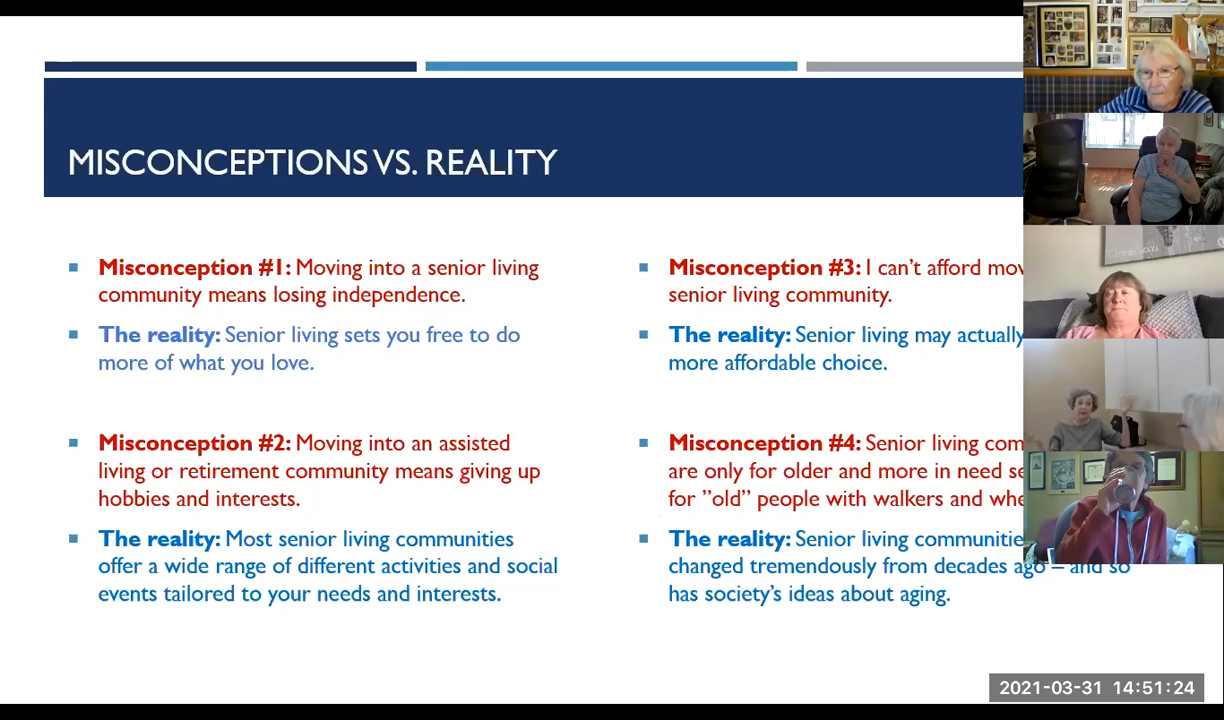 MISCONCEPTIONS VS. REALITY
Misconception #1: Moving into a senior living
community means losing independence.
The reality: Senior living sets you free to do
more of what you love.
Misconception #2: Moving into an assisted
living or retirement community means giving up
hobbies and interests.
The reality: Most senior living communities
offer a wide range of different activities and social
events tailored to your needs and interests.
Misconception #3: I can't afford
senior living community.
The reality: Senior living may actually
more affordable choice.
Misconception #4: Senior living
are only for older and more in need
for ”old” people with walkers and
The reality: Senior living
changed tremendously from decades ago – and so
has society's ideas about aging.
2021-03-31 14:51:24